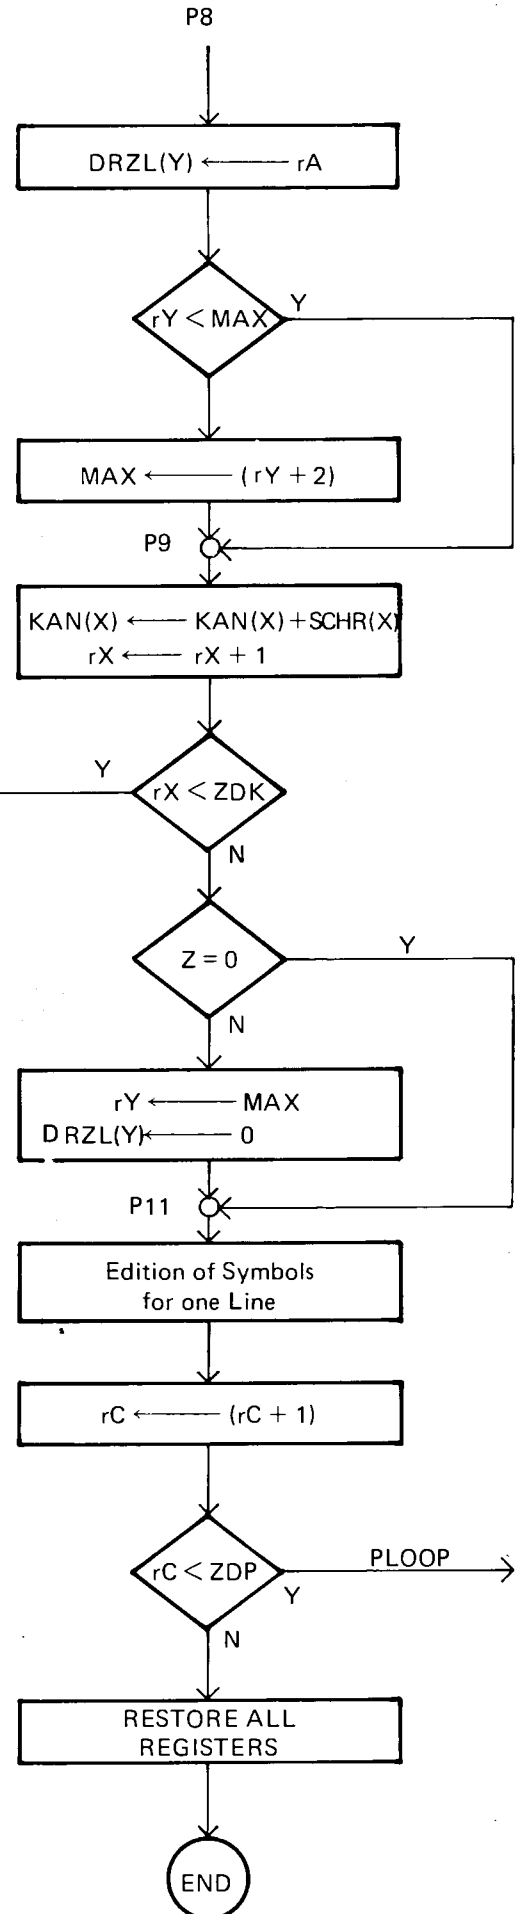 P8
DRZL(Y) ← rA
rY < MAX
Y
MAX ← (rY + 2)
P9
KAN(X) ← KAN(X) + SCHR(X)
rX ← rX + 1
Y
rX < ZDK
N
Y
Z = 0
N
rY ← MAX
DRZL(Y) ← 0
P11
Edition of Symbols
for one Line
rC ← (rC + 1)
PLOOP
rC < ZDP
Y
N
RESTORE ALL
REGISTERS
END